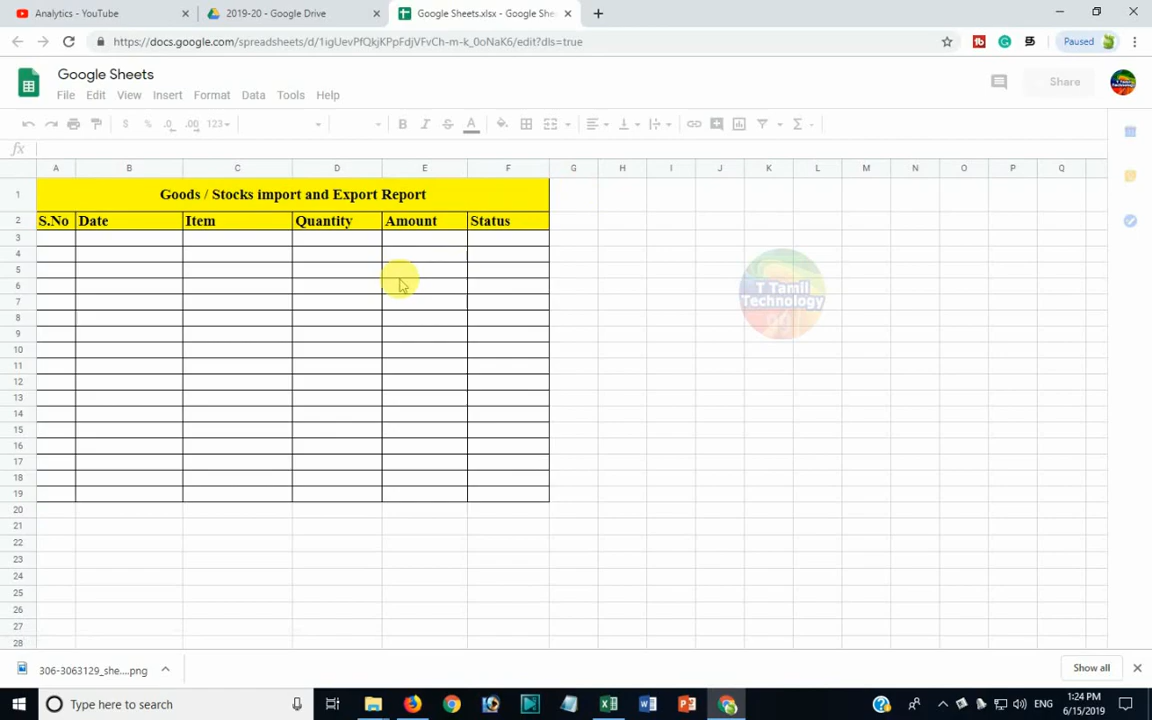 Analytics - YouTube
2019-20 - Google Drive
Google Sheets.xlsx - Google She
https://docs.google.com/spreadsheets/d/1igUevPfQkjKPpFdjVFvCh-m-k_0oNaK6/edit?dls=true
Paused
Google Sheets
File Edit View Insert Format Data Tools Help
Share
$ % .0 .00 123
B I S A
fx
A B C D E F G H I J K L M N O P Q
1 Goods / Stocks import and Export Report
2 S.No Date Item Quantity Amount Status
3
4
5
6
7
8
9
10
11
12
13
14
15
16
17
18
19
20
21
22
23
24
25
26
27
28
T Tamil
Technology
306-3063129_she....png
Show all
Type here to search
ENG
1:24 PM
6/15/2019